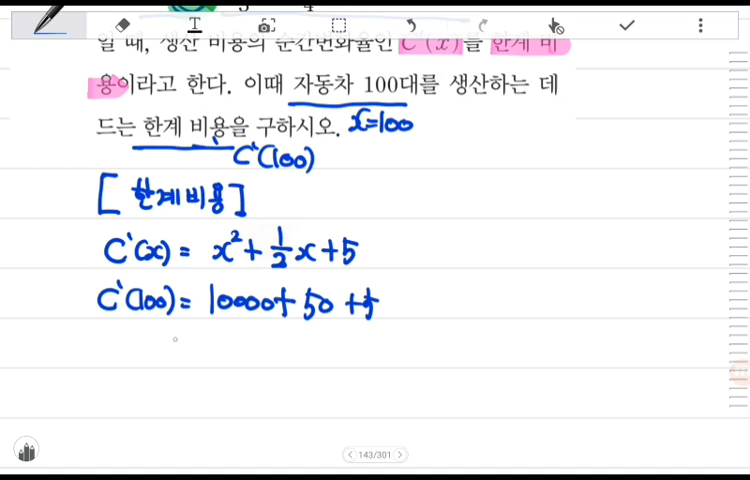 3 4
일 때, 생산 비용의 순간변화율인 C'(x)를 한계 비
용이라고 한다. 이때 자동차 100대를 생산하는 데
드는 한계 비용을 구하시오. x=100
C'(100)
[한계비용]
C'(x) = x² + 1/2 x + 5
C'(100) = 10000 + 50 + 5
143/301